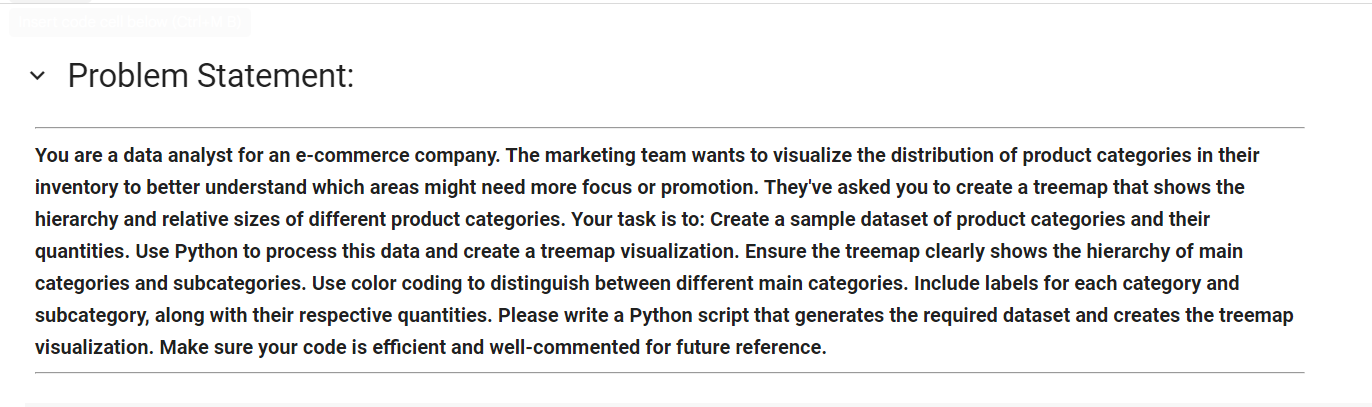 Problem Statement:
You are a data analyst for an e-commerce company. The marketing team wants to visualize the distribution of product categories in their
inventory to better understand which areas might need more focus or promotion. They've asked you to create a treemap that shows the
hierarchy and relative sizes of different product categories. Your task is to: Create a sample dataset of product categories and their
quantities. Use Python to process this data and create a treemap visualization. Ensure the treemap clearly shows the hierarchy of main
categories and subcategories. Use color coding to distinguish between different main categories. Include labels for each category and
subcategory, along with their respective quantities. Please write a Python script that generates the required dataset and creates the treemap
visualization. Make sure your code is efficient and well-commented for future reference.